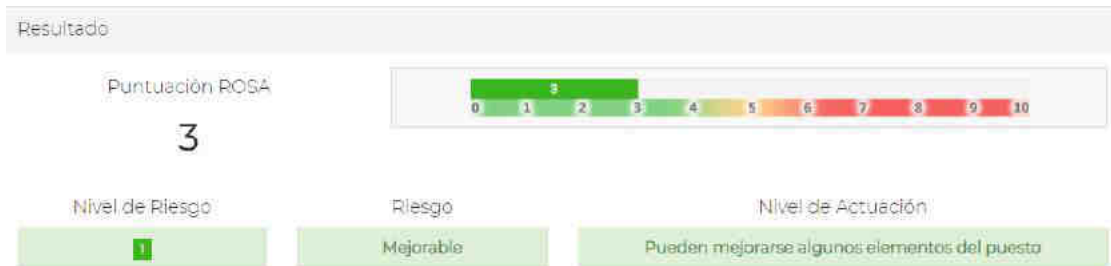 Resultado
Puntuación ROSA
3
3
0 1 2 3 4 5 6 7 8 9 10
Nivel de Riesgo
Riesgo
Nivel de Actuación
1
Mejorable
Pueden mejorarse algunos elementos del puesto